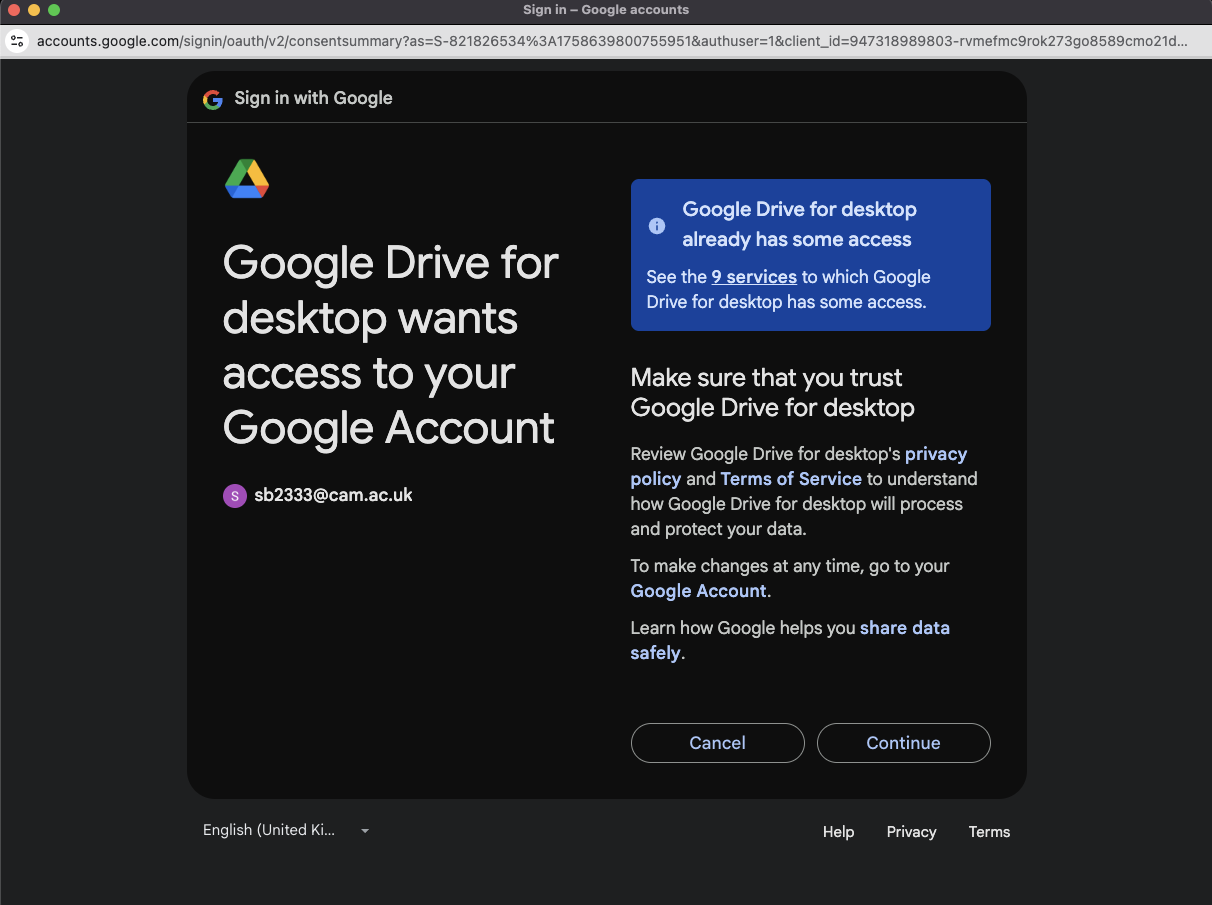 Sign in – Google accounts
accounts.google.com/signin/oauth/v2/consentsummary?as=S-821826534%3A1758639800755951&authuser=1&client_id=947318989803-rvmefmc9rok273go8589cmo21d...
Sign in with Google
Google Drive for
desktop wants
access to your
Google Account
S sb2333@cam.ac.uk
Google Drive for desktop
already has some access
See the 9 services to which Google
Drive for desktop has some access.
Make sure that you trust
Google Drive for desktop
Review Google Drive for desktop's privacy
policy and Terms of Service to understand
how Google Drive for desktop will process
and protect your data.
To make changes at any time, go to your
Google Account.
Learn how Google helps you share data
safely.
Cancel Continue
English (United Ki... Help Privacy Terms